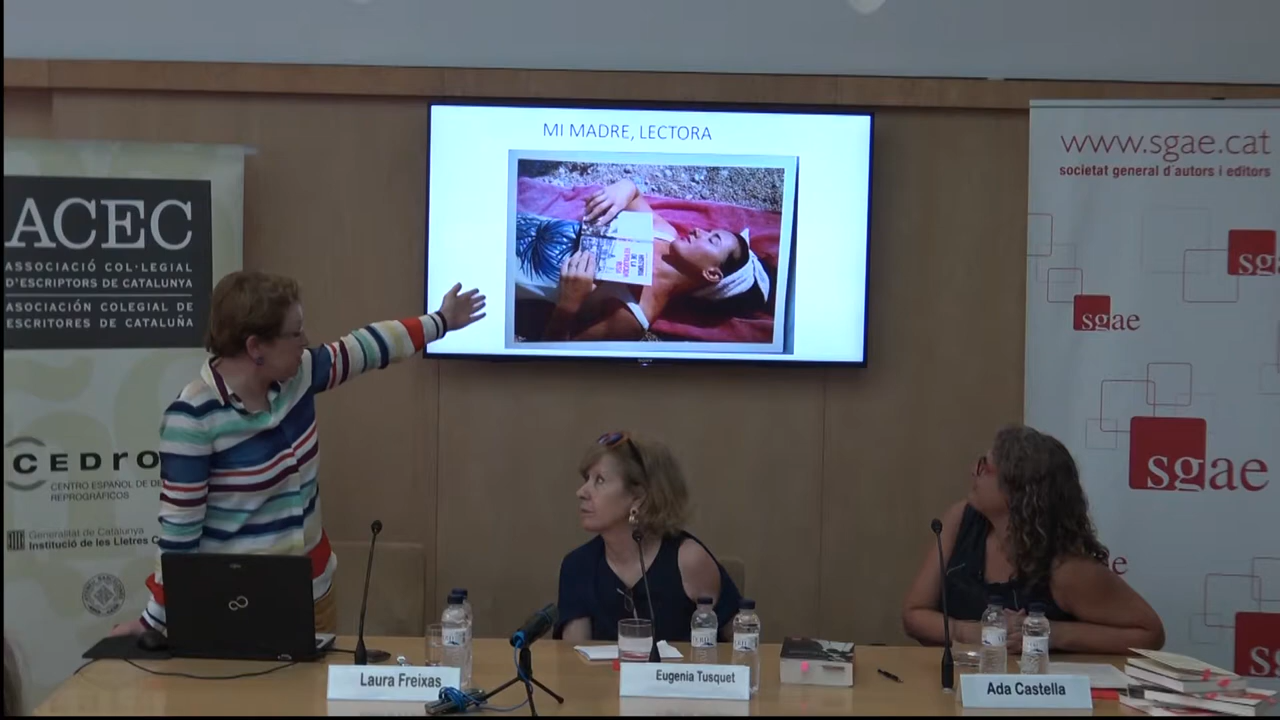 MI MADRE, LECTORA
ACEC
ASSOCIACIÓ COL·LEGIAL
D'ESCRIPTORS DE CATALUNYA
ASOCIACIÓN COLEGIAL DE
ESCRITORES DE CATALUÑA
CEDRO
CENTRO ESPAÑOL DE
REPROGRÁFICOS
Generalitat de Catalunya
Institució de les Lletres
www.sgae.cat
societat general d'autors i editors
sg
sgae
sgae
ae
s
Laura Freixas
Eugenia Tusquet
Ada Castella